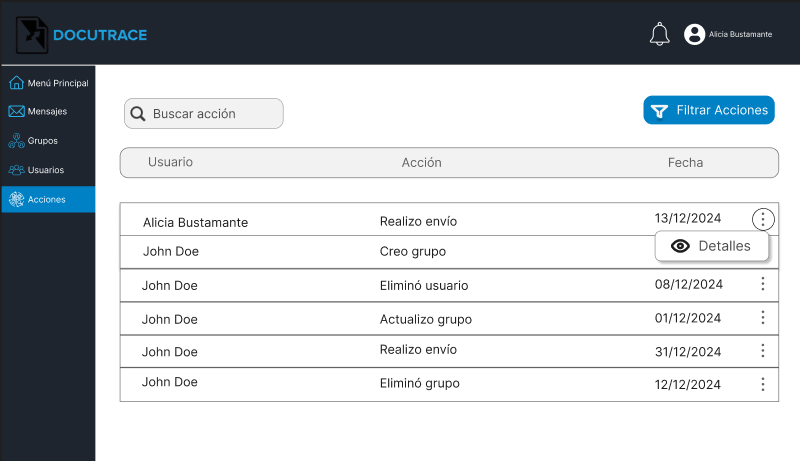 DOCUTRACE
Alicia Bustamante
Menú Principal
Mensajes
Grupos
Usuarios
Acciones
Buscar acción
Filtrar Acciones
Usuario Acción Fecha
Alicia Bustamante Realizo envío 13/12/2024
Detalles
John Doe Creo grupo
John Doe Eliminó usuario 08/12/2024
John Doe Actualizo grupo 01/12/2024
John Doe Realizo envío 31/12/2024
John Doe Eliminó grupo 12/12/2024